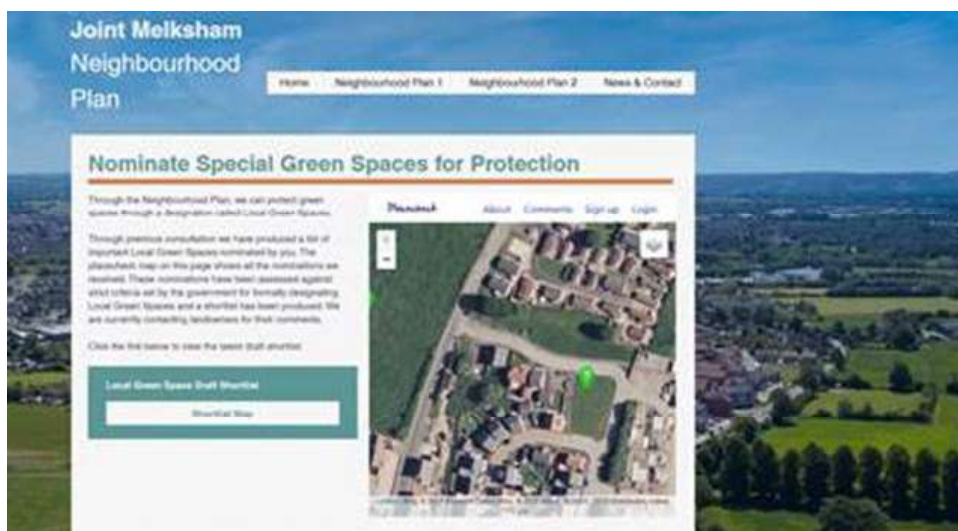 Joint Melksham
Neighbourhood
Plan
Home Neighbourhood Plan 1 Neighbourhood Plan 2 News & Contact
Nominate Special Green Spaces for Protection
Through the Neighbourhood Plan, we can protect green
spaces through a designation called Local Green Spaces.
About Comments Sign up Login
Through previous consultation we have produced a list of
important Local Green Spaces nominated by you. The
placecheck map on this page shows all the nominations we
received. These nominations have been assessed against
strict criteria set by the government for formally designating
Local Green Spaces and a shortlist has been produced. We
are currently contacting landowners for their comments.
Click the link below to view the latest draft shortlist
Local Green Space Draft Shortlist
Shortlist Map